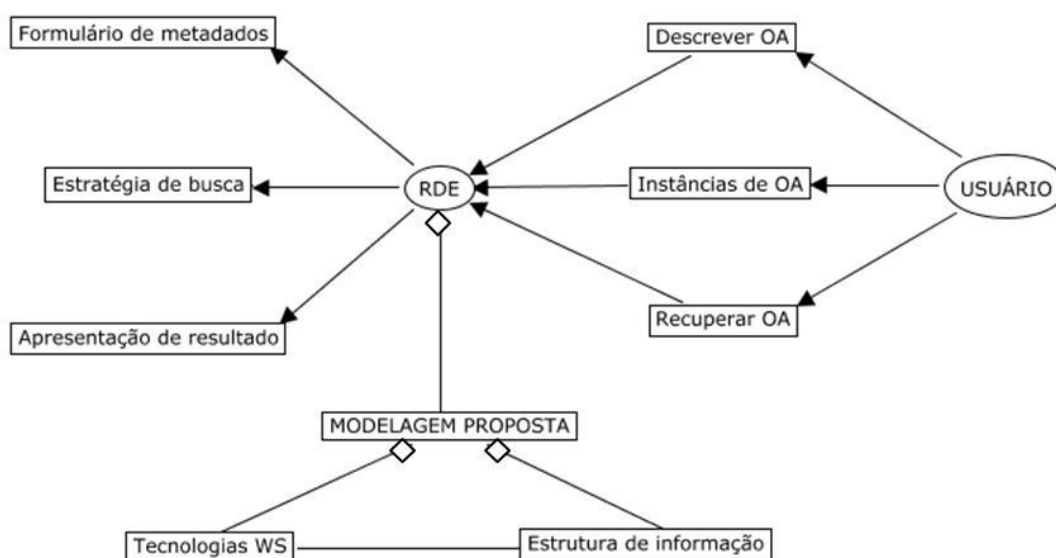 Formulário de metadados
Descrever OA
Estratégia de busca
RDE
Instâncias de OA
USUÁRIO
Apresentação de resultado
Recuperar OA
MODELAGEM PROPOSTA
Tecnologias WS
Estrutura de informação